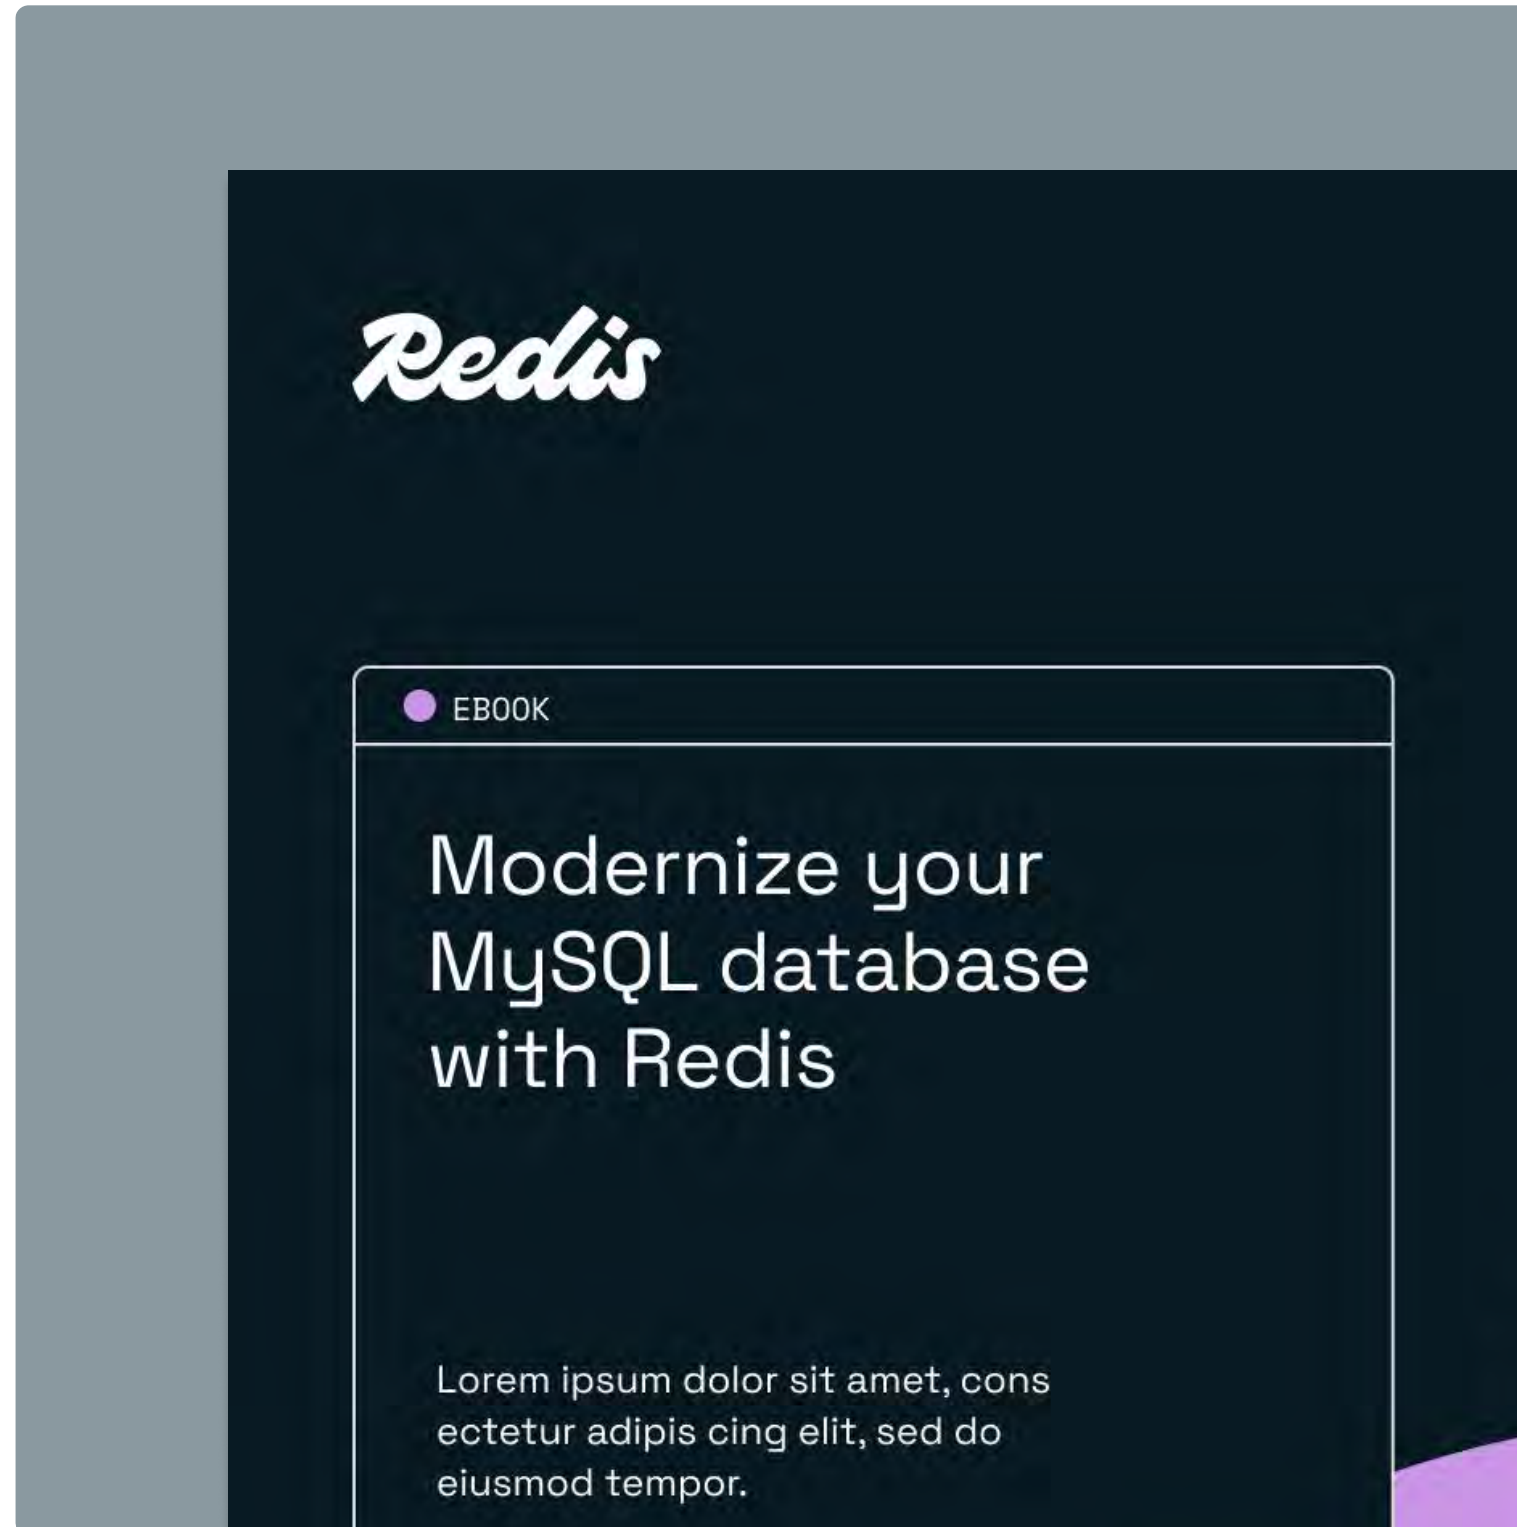 Redis
EBOOK
Modernize your
MySQL database
with Redis
Lorem ipsum dolor sit amet, cons
ectetur adipis cing elit, sed do
eiusmod tempor.